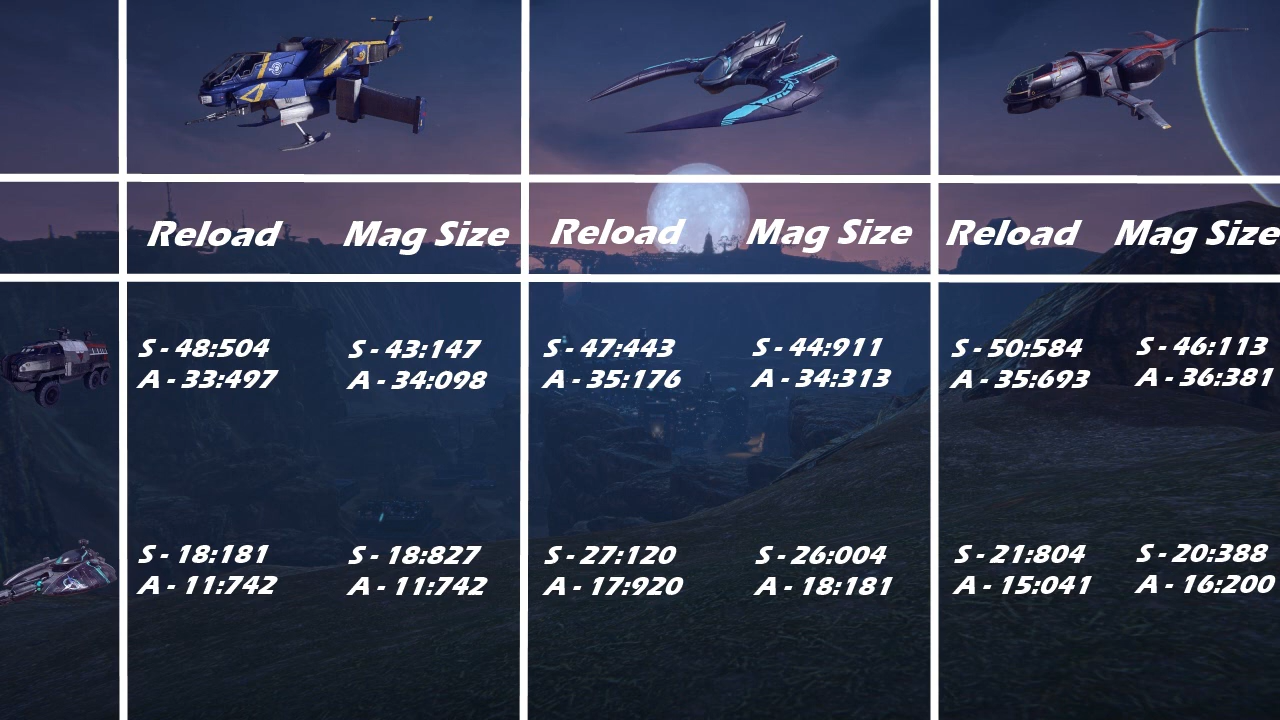 Reload Mag Size Reload Mag Size Reload Mag Size
S - 48:504 S - 43:147 S - 47:443 S - 44:911 S - 50:584 S - 46:113
A - 33:497 A - 34:098 A - 35:176 A - 34:313 A - 35:693 A - 36:381
S - 18:181 S - 18:827 S - 27:120 S - 26:004 S - 21:804 S - 20:388
A - 11:742 A - 11:742 A - 17:920 A - 18:181 A - 15:041 A - 16:200